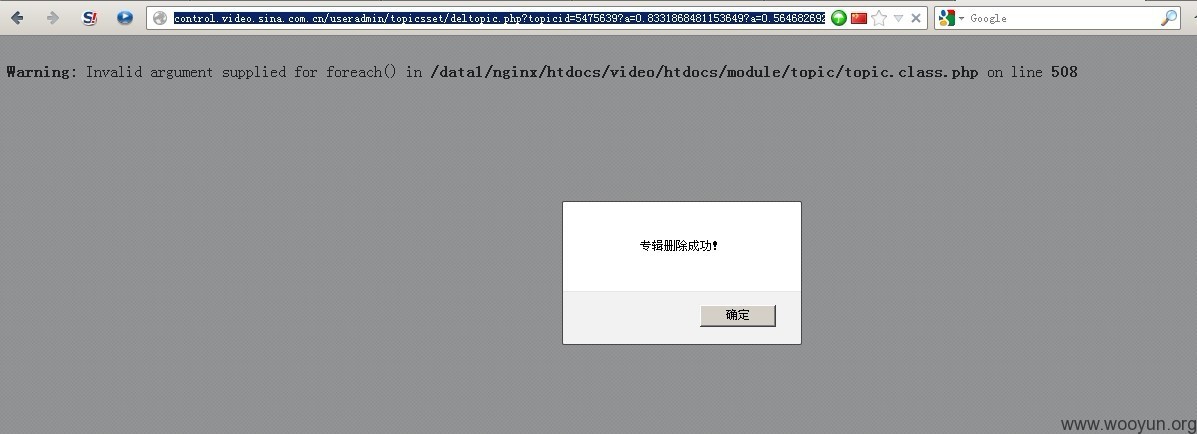 control.video.sina.com.cn/useradmin/topicsset/deltopic.php?topicid=5475639?a=0.8331868481153649?a=0.564682692
Google
Warning: Invalid argument supplied for foreach() in /data1/nginx/htdocs/video/htdocs/module/topic/topic.class.php on line 508
专辑删除成功!
确定
www.wooyun.org